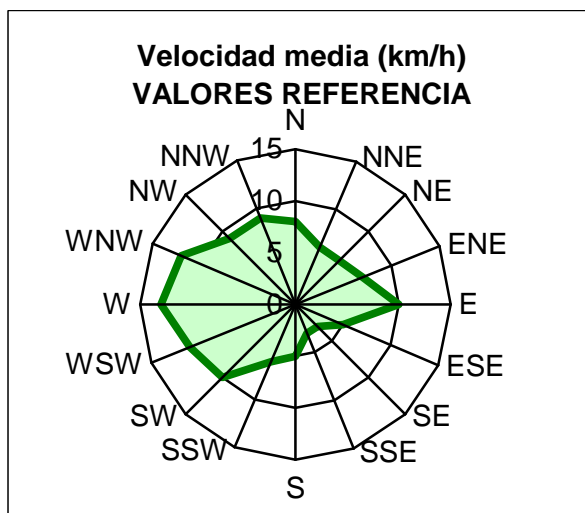 Velocidad media (km/h)
VALORES REFERENCIA
N
NNW
15
NNE
NW
10
NE
WNW
5
ENE
W
0
E
WSW
ESE
SW
SE
SSW
SSE
S